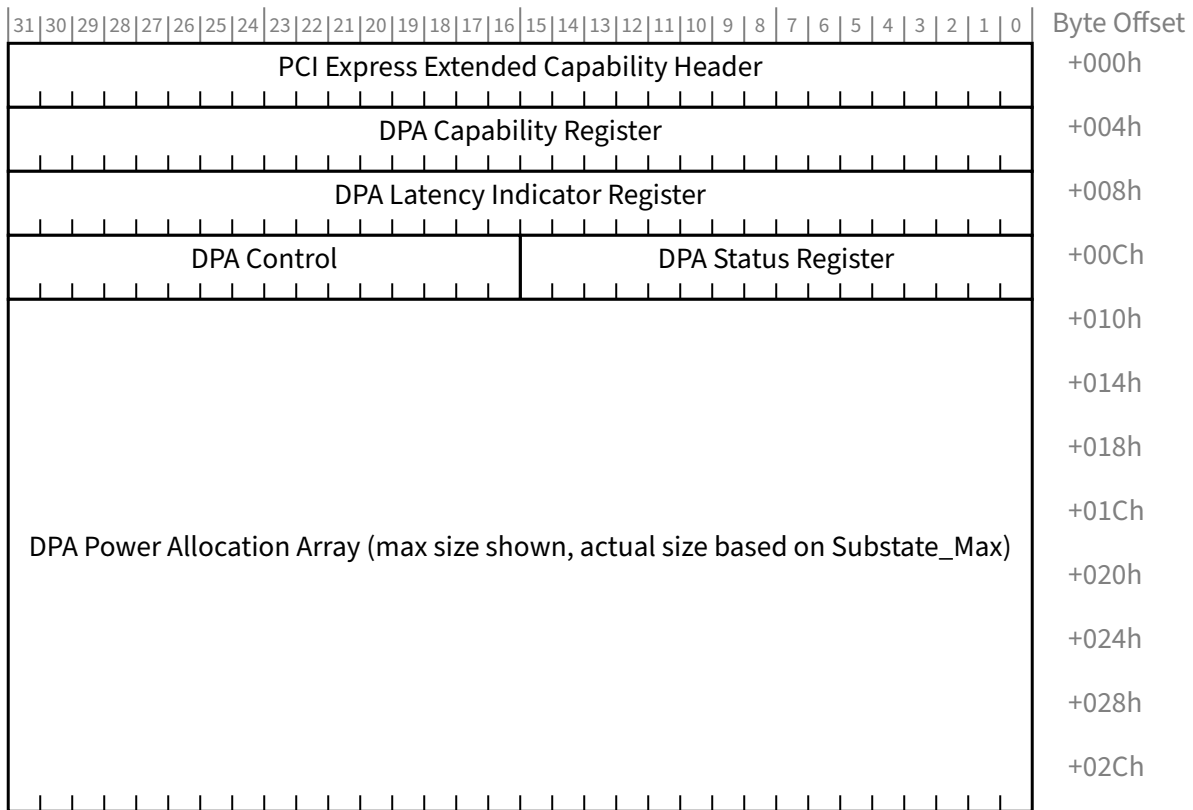 31 30 29 28 27 26 25 24 23 22 21 20 19 18 17 16 15 14 13 12 11 10 9 8 7 6 5 4 3 2 1 0 Byte Offset
PCI Express Extended Capability Header +000h
DPA Capability Register +004h
DPA Latency Indicator Register +008h
DPA Control DPA Status Register +00Ch
+010h
+014h
+018h
+01Ch
DPA Power Allocation Array (max size shown, actual size based on Substate_Max)
+020h
+024h
+028h
+02Ch